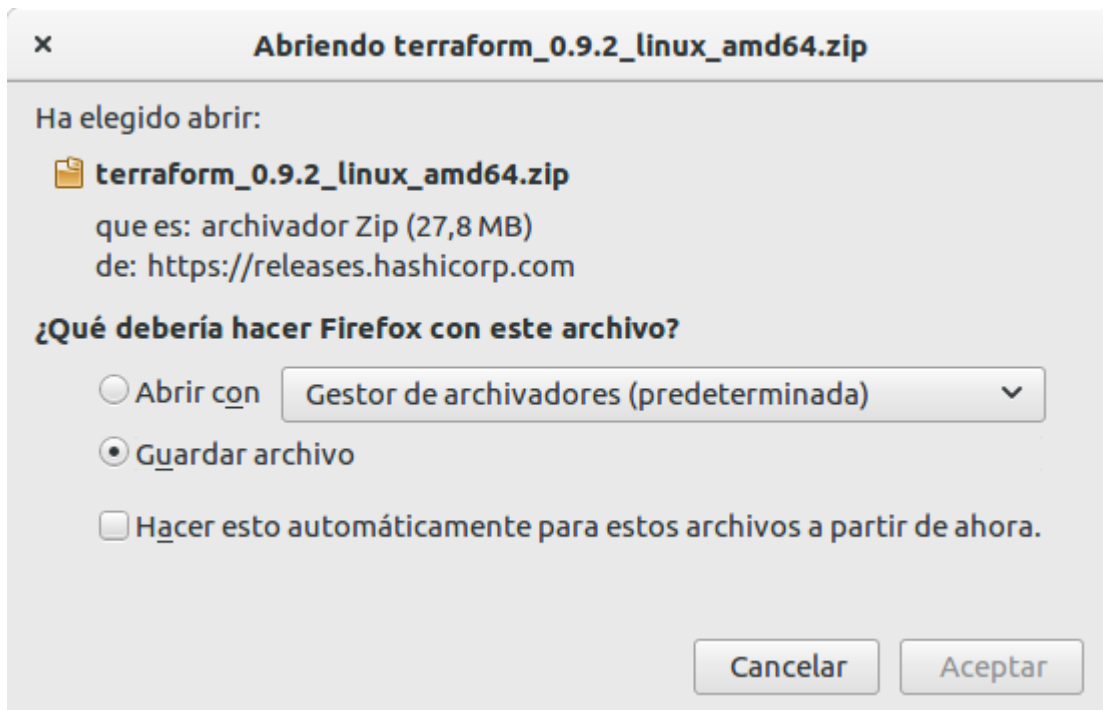 Abriendo terraform_0.9.2_linux_amd64.zip
Ha elegido abrir:
terraform_0.9.2_linux_amd64.zip
que es: archivador Zip (27,8 MB)
de: https://releases.hashicorp.com
¿Qué debería hacer Firefox con este archivo?
Abrir con Gestor de archivadores (predeterminada)
Guardar archivo
Hacer esto automáticamente para estos archivos a partir de ahora.
Cancelar Aceptar